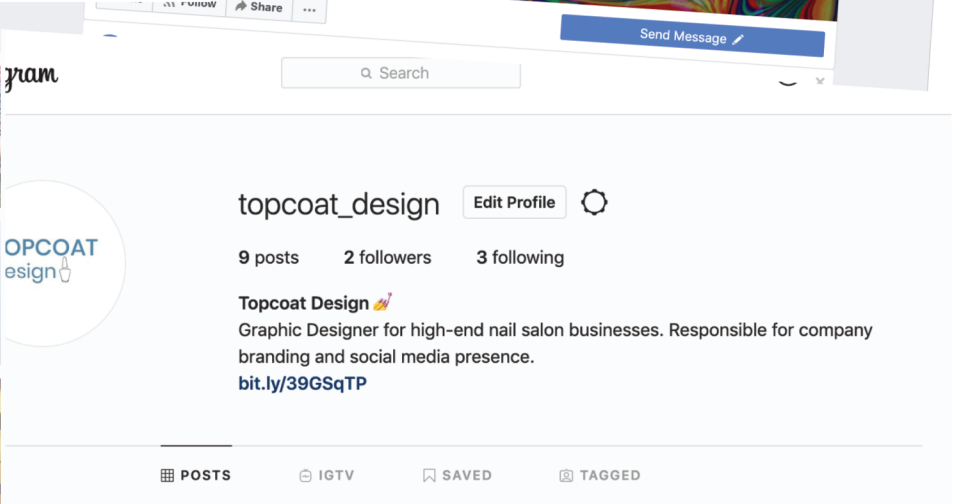 Follow Share ...
Send Message
gram
Search
topcoat_design Edit Profile
9 posts 2 followers 3 following
OPCOAT
esign
Topcoat Design 💅
Graphic Designer for high-end nail salon businesses. Responsible for company
branding and social media presence.
bit.ly/39GSqTP
POSTS IGTV SAVED TAGGED